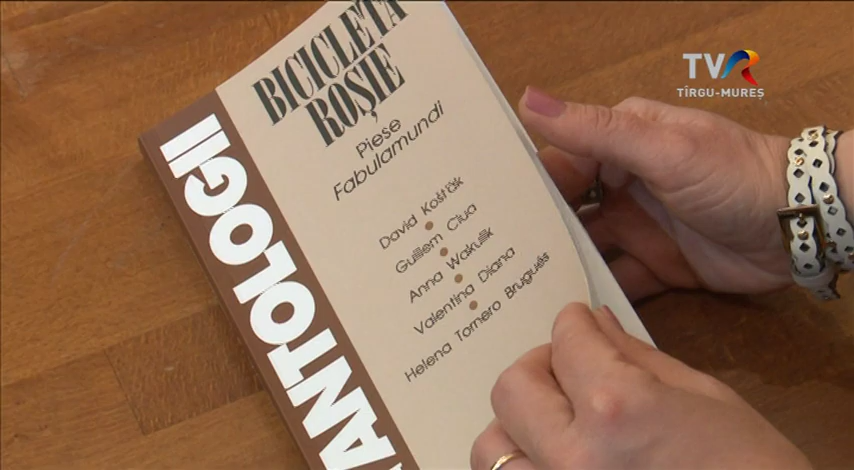 TVR
TÎRGU-MUREȘ
BICICLETA
ROȘIE
Piese
Fabulamundi
David Košťák
Guillem Clua
Anna Wakulik
Valentina Diana
Helena Tornero Brugués
ANTOLOGII